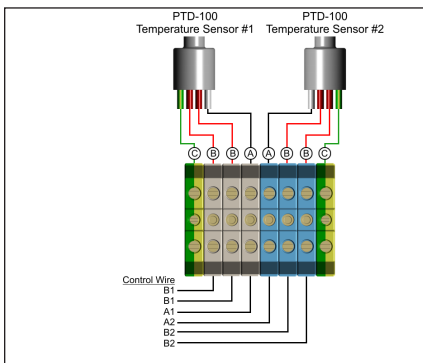 PTD-100
Temperature Sensor #1
PTD-100
Temperature Sensor #2
C B B A A B B C
Control Wire
B1
B1
A1
A2
B2
B2